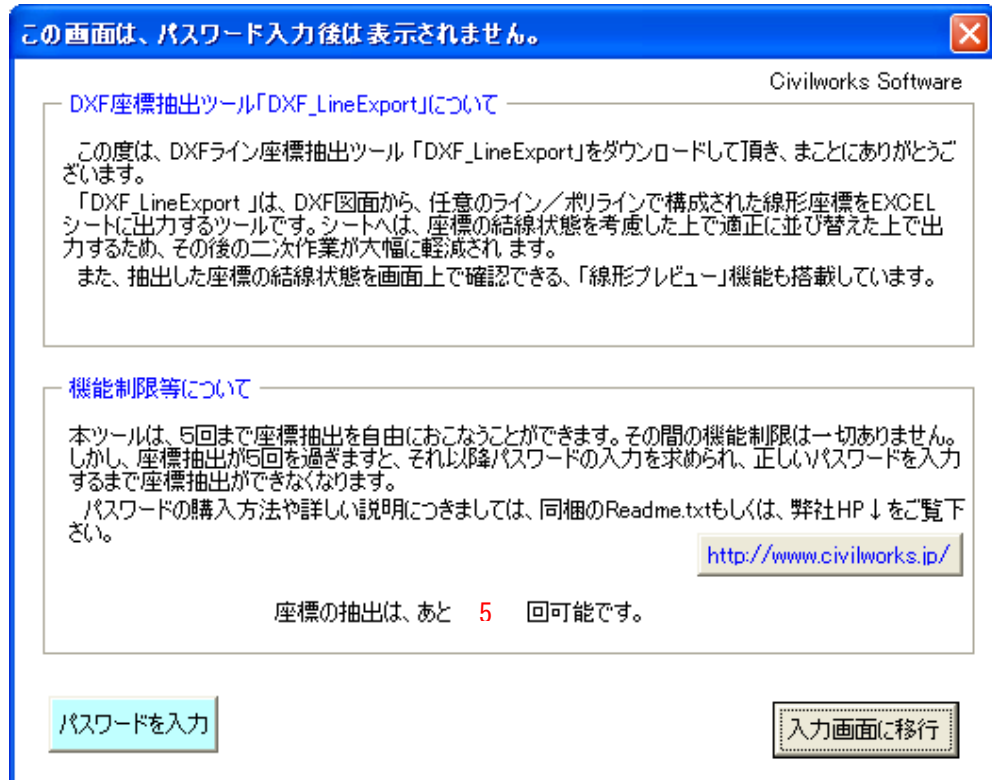 この画面は、パスワード入力後は表示されません。
Civilworks Software
DXF座標抽出ツール「DXF_LineExport」について
この度は、DXFライン座標抽出ツール 「DXF_LineExport」をダウンロードして頂き、まことにありがとうご
ざいます。
「DXF_LineExport 」は、DXF図面から、任意のライン／ポリラインで構成された線形座標をEXCEL
シートに出力するツールです。シートへは、座標の結線状態を考慮した上で適正に並び替えた上で出
力するため、その後の二次作業が大幅に軽減され ます。
また、抽出した座標の結線状態を画面上で確認できる、「線形プレビュー」機能も搭載しています。
機能制限等について
本ツールは、5回まで座標抽出を自由におこなうことができます。その間の機能制限は一切ありません。
しかし、座標抽出が5回を過ぎますと、それ以降パスワードの入力を求められ、正しいパスワードを入力
するまで座標抽出ができなくなります。
パスワードの購入方法や詳しい説明につきましては、同梱のReadme.txtもしくは、弊社HP↓をご覧下
さい。
http://www.civilworks.jp/
座標の抽出は、あと 5 回可能です。
パスワードを入力
入力画面に移行